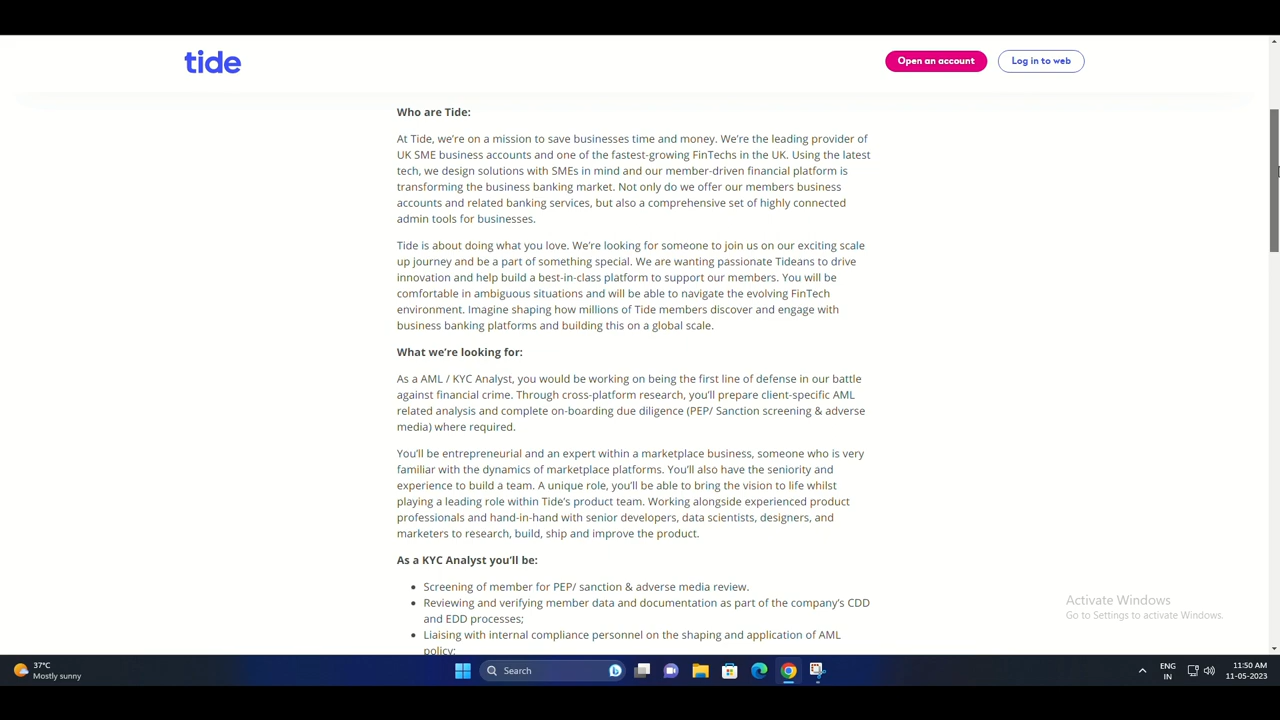 tide
Open an account
Log in to web
Who are Tide:
At Tide, we’re on a mission to save businesses time and money. We’re the leading provider of
UK SME business accounts and one of the fastest-growing FinTechs in the UK. Using the latest
tech, we design solutions with SMEs in mind and our member-driven financial platform is
transforming the business banking market. Not only do we offer our members business
accounts and related banking services, but also a comprehensive set of highly connected
admin tools for businesses.
Tide is about doing what you love. We’re looking for someone to join us on our exciting scale
up journey and be a part of something special. We are wanting passionate Tideans to drive
innovation and help build a best-in-class platform to support our members. You will be
comfortable in ambiguous situations and will be able to navigate the evolving FinTech
environment. Imagine shaping how millions of Tide members discover and engage with
business banking platforms and building this on a global scale.
What we’re looking for:
As a AML / KYC Analyst, you would be working on being the first line of defense in our battle
against financial crime. Through cross-platform research, you’ll prepare client-specific AML
related analysis and complete on-boarding due diligence (PEP/ Sanction screening & adverse
media) where required.
You’ll be entrepreneurial and an expert within a marketplace business, someone who is very
familiar with the dynamics of marketplace platforms. You’ll also have the seniority and
experience to build a team. A unique role, you’ll be able to bring the vision to life whilst
playing a leading role within Tide’s product team. Working alongside experienced product
professionals and hand-in-hand with senior developers, data scientists, designers, and
marketers to research, build, ship and improve the product.
As a KYC Analyst you’ll be:
• Screening of member for PEP/ sanction & adverse media review.
• Reviewing and verifying member data and documentation as part of the company’s CDD
and EDD processes;
• Liaising with internal compliance personnel on the shaping and application of AML
policy;
Activate Windows
Go to Settings to activate Windows.
37°C
Mostly sunny
Search
ENG
IN
11:50 AM
11-05-2023